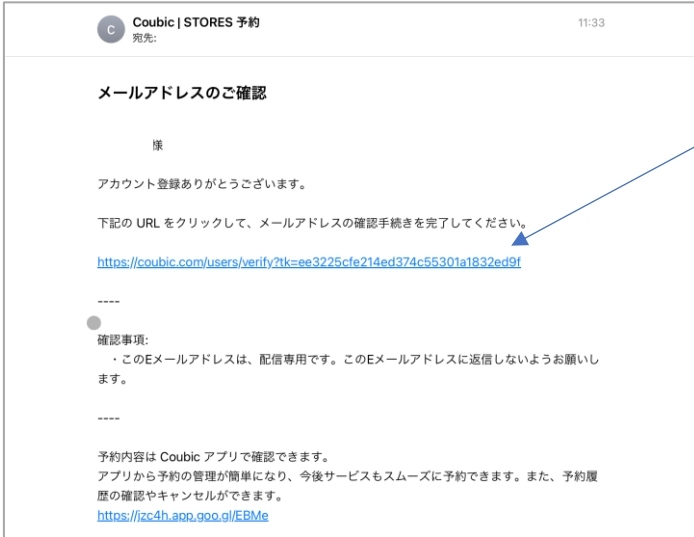 C
Coubic | STORES 予約
11:33
宛先:
メールアドレスのご確認
様
アカウント登録ありがとうございます。
下記の URL をクリックして、メールアドレスの確認手続きを完了してください。
https://coubic.com/users/verify?tk=ee3225cfe214ed374c55301a1832ed9f
----
確認事項:
・このEメールアドレスは、配信専用です。このEメールアドレスに返信しないようお願いし
ます。
----
予約内容は Coubic アプリで確認できます。
アプリから予約の管理が簡単になり、今後サービスもスムーズに予約できます。また、予約履
歴の確認やキャンセルができます。
https://jzc4h.app.goo.gl/EBMe